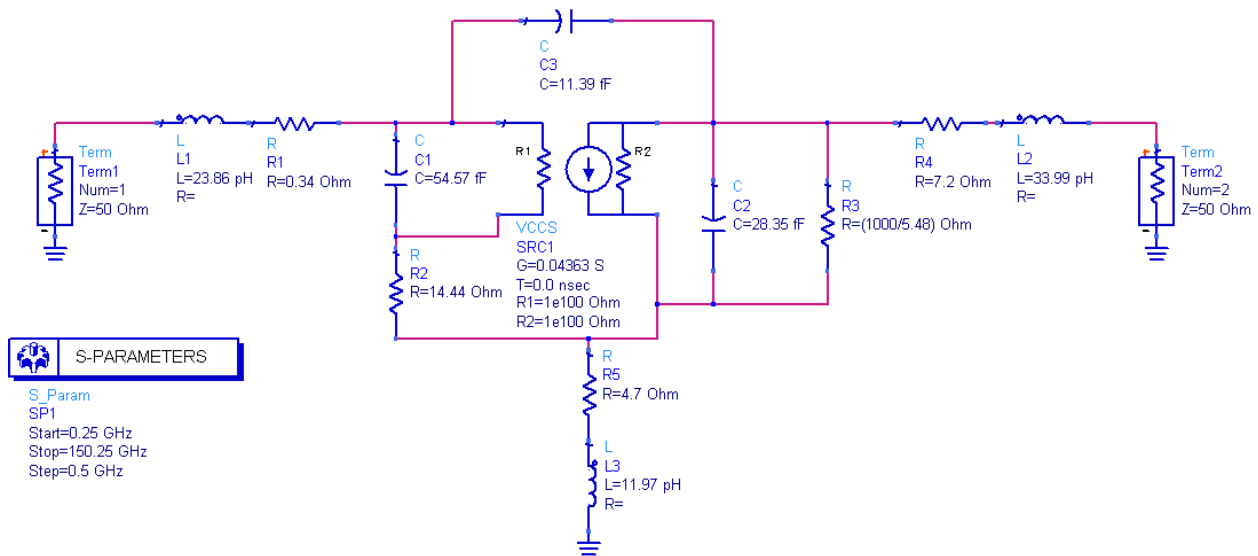 C
C3
C=11.39 fF
Term
Term1
Num=1
Z=50 Ohm
L
L1
L=23.86 pH
R=
R
R1
R=0.34 Ohm
C
C1
C=54.57 fF
R1
R2
R
R2
R=14.44 Ohm
VCCS
SRC1
G=0.04363 S
T=0.0 nsec
R1=1e100 Ohm
R2=1e100 Ohm
C
C2
C=28.35 fF
R
R3
R=(1000/5.48) Ohm
R
R4
R=7.2 Ohm
L
L2
L=33.99 pH
R=
Term
Term2
Num=2
Z=50 Ohm
R
R5
R=4.7 Ohm
L
L3
L=11.97 pH
R=
S-PARAMETERS
S_Param
SP1
Start=0.25 GHz
Stop=150.25 GHz
Step=0.5 GHz